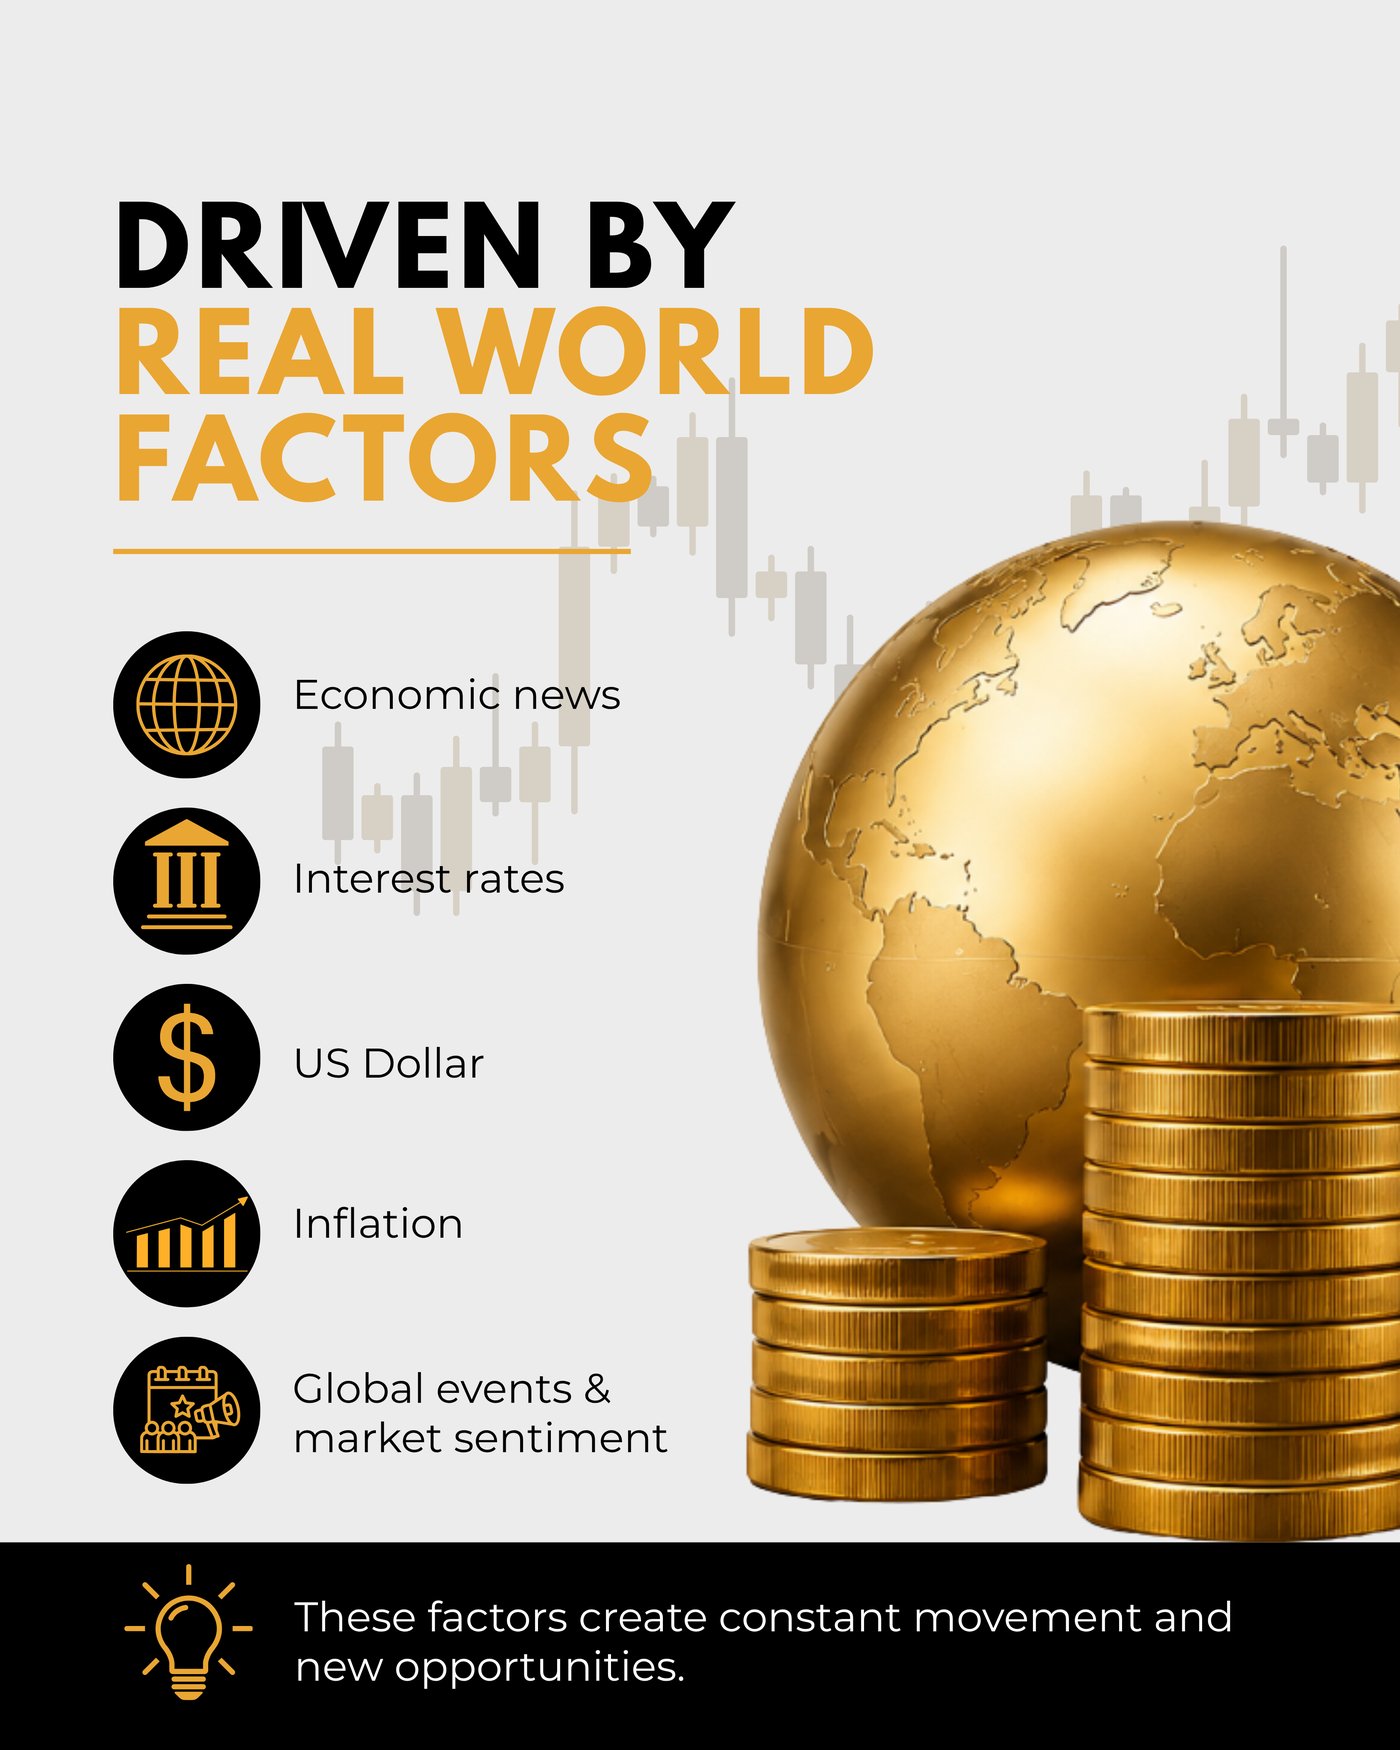 DRIVEN BY
REAL WORLD
FACTORS
Economic news
Interest rates
US Dollar
Inflation
Global events &
market sentiment
These factors create constant movement and
new opportunities.